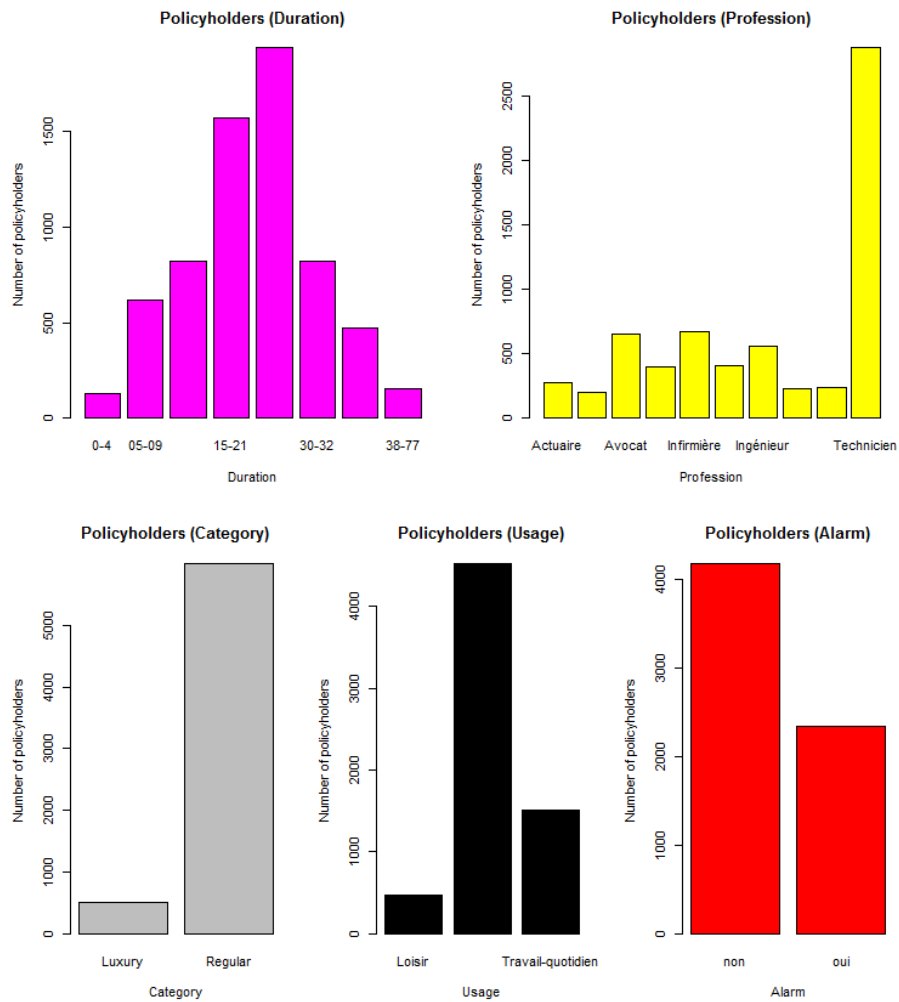 Policyholders (Duration)
Number of policyholders
0
500
1000
1500
0-4 05-09 15-21 30-32 38-77
Duration
Policyholders (Profession)
Number of policyholders
0
500
1000
1500
2000
2500
Actuaire Avocat Infirmière Ingénieur Technicien
Profession
Policyholders (Category)
Number of policyholders
0
1000
2000
3000
4000
5000
Luxury Regular
Category
Policyholders (Usage)
Number of policyholders
0
1000
2000
3000
4000
Loisir Travail-quotidien
Usage
Policyholders (Alarm)
Number of policyholders
0
1000
2000
3000
4000
non oui
Alarm